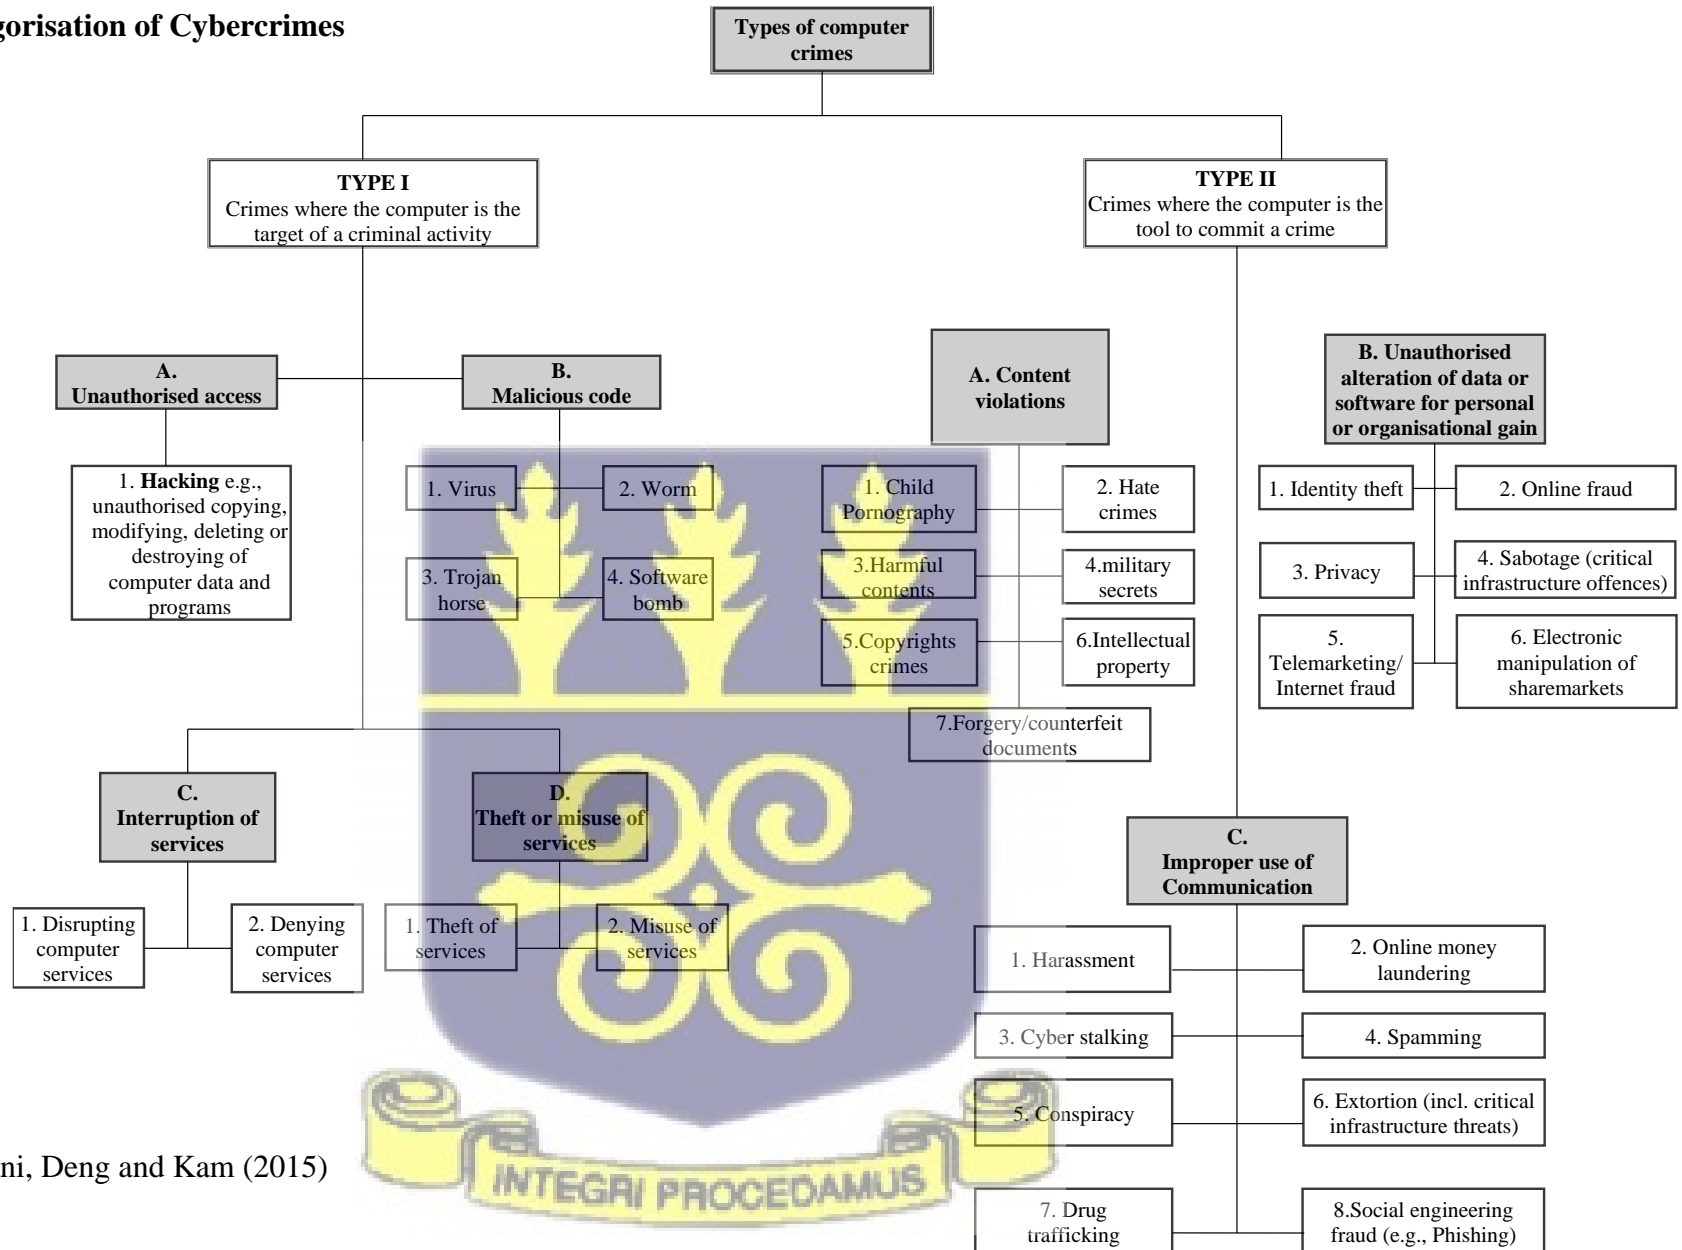 gorisation of Cybercrimes
Types of computer
crimes
TYPE I
Crimes where the computer is the
target of a criminal activity
TYPE II
Crimes where the computer is the
tool to commit a crime
A.
Unauthorised access
1. Hacking e.g.,
unauthorised copying,
modifying, deleting or
destroying of
computer data and
programs
B.
Malicious code
1. Virus
2. Worm
3. Trojan
horse
4. Software
bomb
C.
Interruption of
services
1. Disrupting
computer
services
2. Denying
computer
services
D.
Theft or misuse of
services
1. Theft of
services
2. Misuse of
services
A. Content
violations
1. Child
Pornography
2. Hate
crimes
3.Harmful
contents
4.military
secrets
5.Copyrights
crimes
6.Intellectual
property
7.Forgery/counterfeit
documents
B. Unauthorised
alteration of data or
software for personal
or organisational gain
1. Identity theft
2. Online fraud
3. Privacy
4. Sabotage (critical
infrastructure offences)
5.
Telemarketing/
Internet fraud
6. Electronic
manipulation of
sharemarkets
C.
Improper use of
Communication
1. Harassment
2. Online money
laundering
3. Cyber stalking
4. Spamming
5. Conspiracy
6. Extortion (incl. critical
infrastructure threats)
7. Drug
trafficking
8.Social engineering
fraud (e.g., Phishing)
ni, Deng and Kam (2015)
INTEGRI PROCEDAMUS